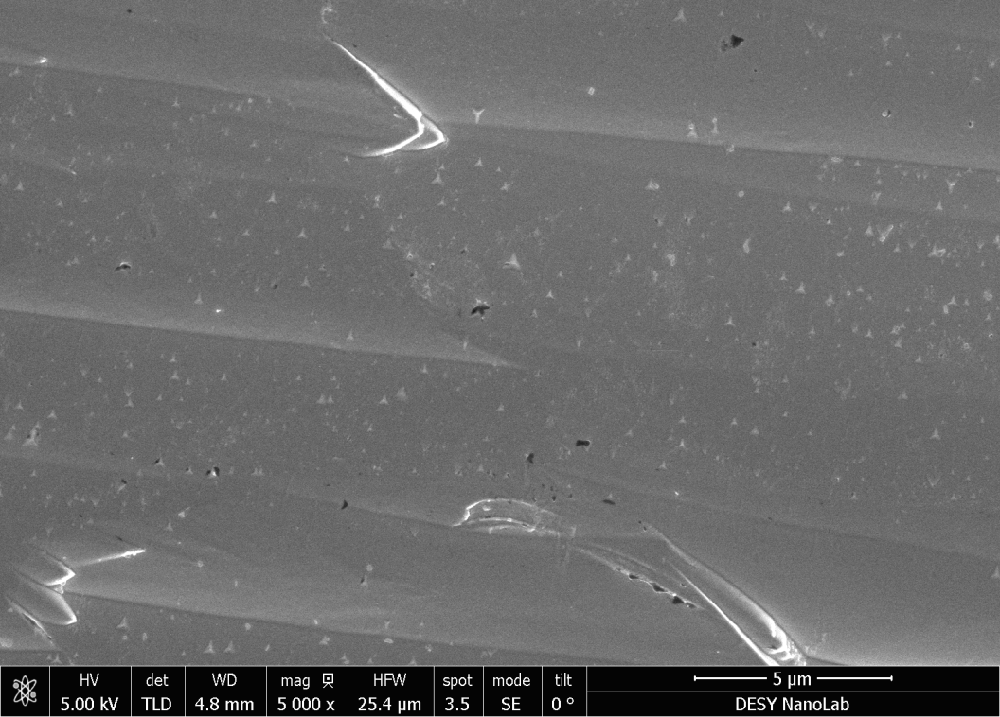 HV det WD mag HFW spot mode tilt 5 µm
5.00 kV TLD 4.8 mm 5 000 x 25.4 µm 3.5 SE 0 ° DESY NanoLab